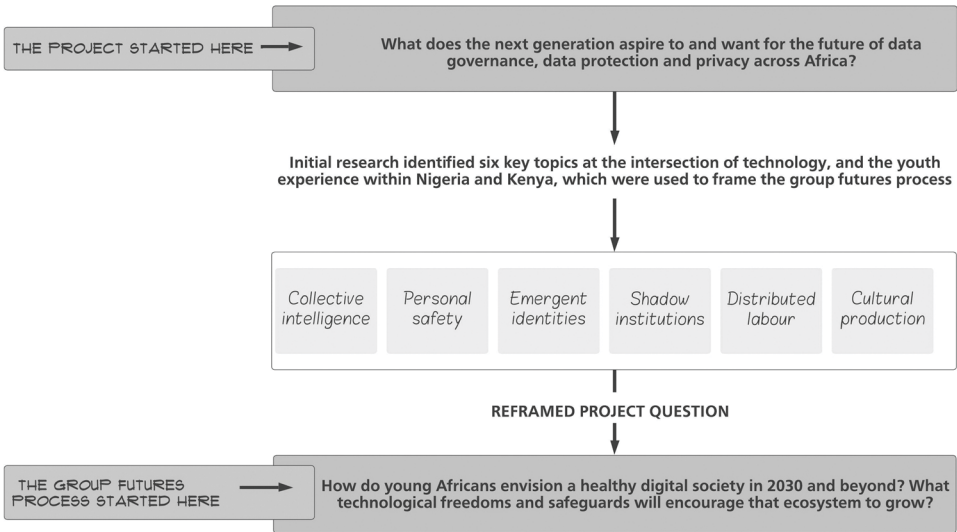 THE PROJECT STARTED HERE
What does the next generation aspire to and want for the future of data
governance, data protection and privacy across Africa?
Initial research identified six key topics at the intersection of technology, and the youth
experience within Nigeria and Kenya, which were used to frame the group futures process
Collective
intelligence
Personal
safety
Emergent
identities
Shadow
institutions
Distributed
labour
Cultural
production
REFRAMED PROJECT QUESTION
THE GROUP FUTURES
PROCESS STARTED HERE
How do young Africans envision a healthy digital society in 2030 and beyond? What
technological freedoms and safeguards will encourage that ecosystem to grow?